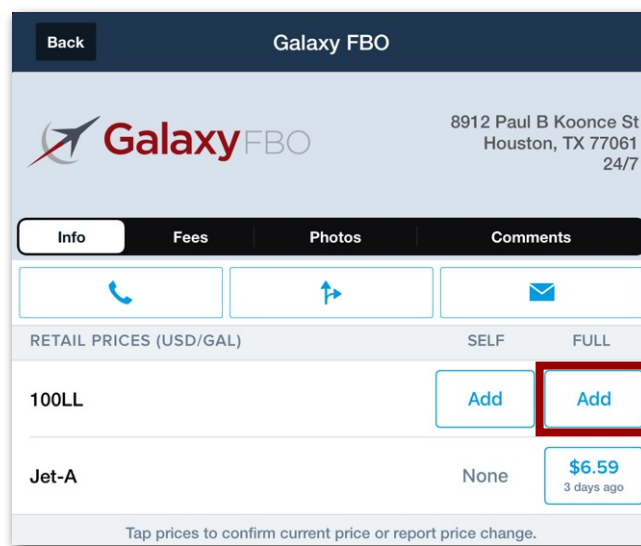 Back
Galaxy FBO
Galaxy FBO
8912 Paul B Koonce St
Houston, TX 77061
24/7
Info Fees Photos Comments
RETAIL PRICES (USD/GAL) SELF FULL
100LL Add Add
Jet-A None $6.59
3 days ago
Tap prices to confirm current price or report price change.